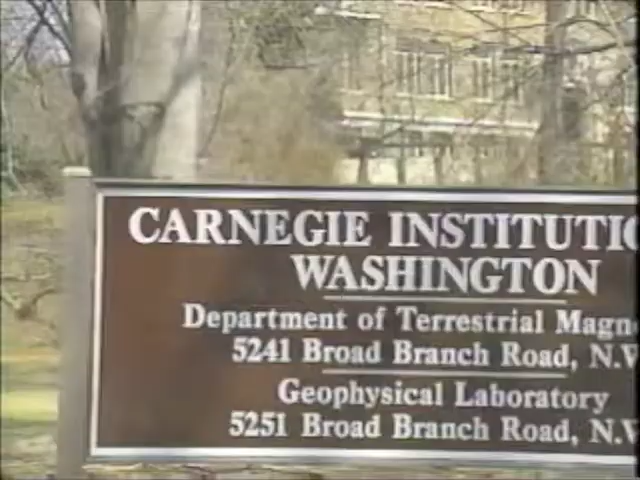 CARNEGIE INSTITUTIO
WASHINGTON
Department of Terrestrial Magn
5241 Broad Branch Road, N.W
Geophysical Laboratory
5251 Broad Branch Road, N.W